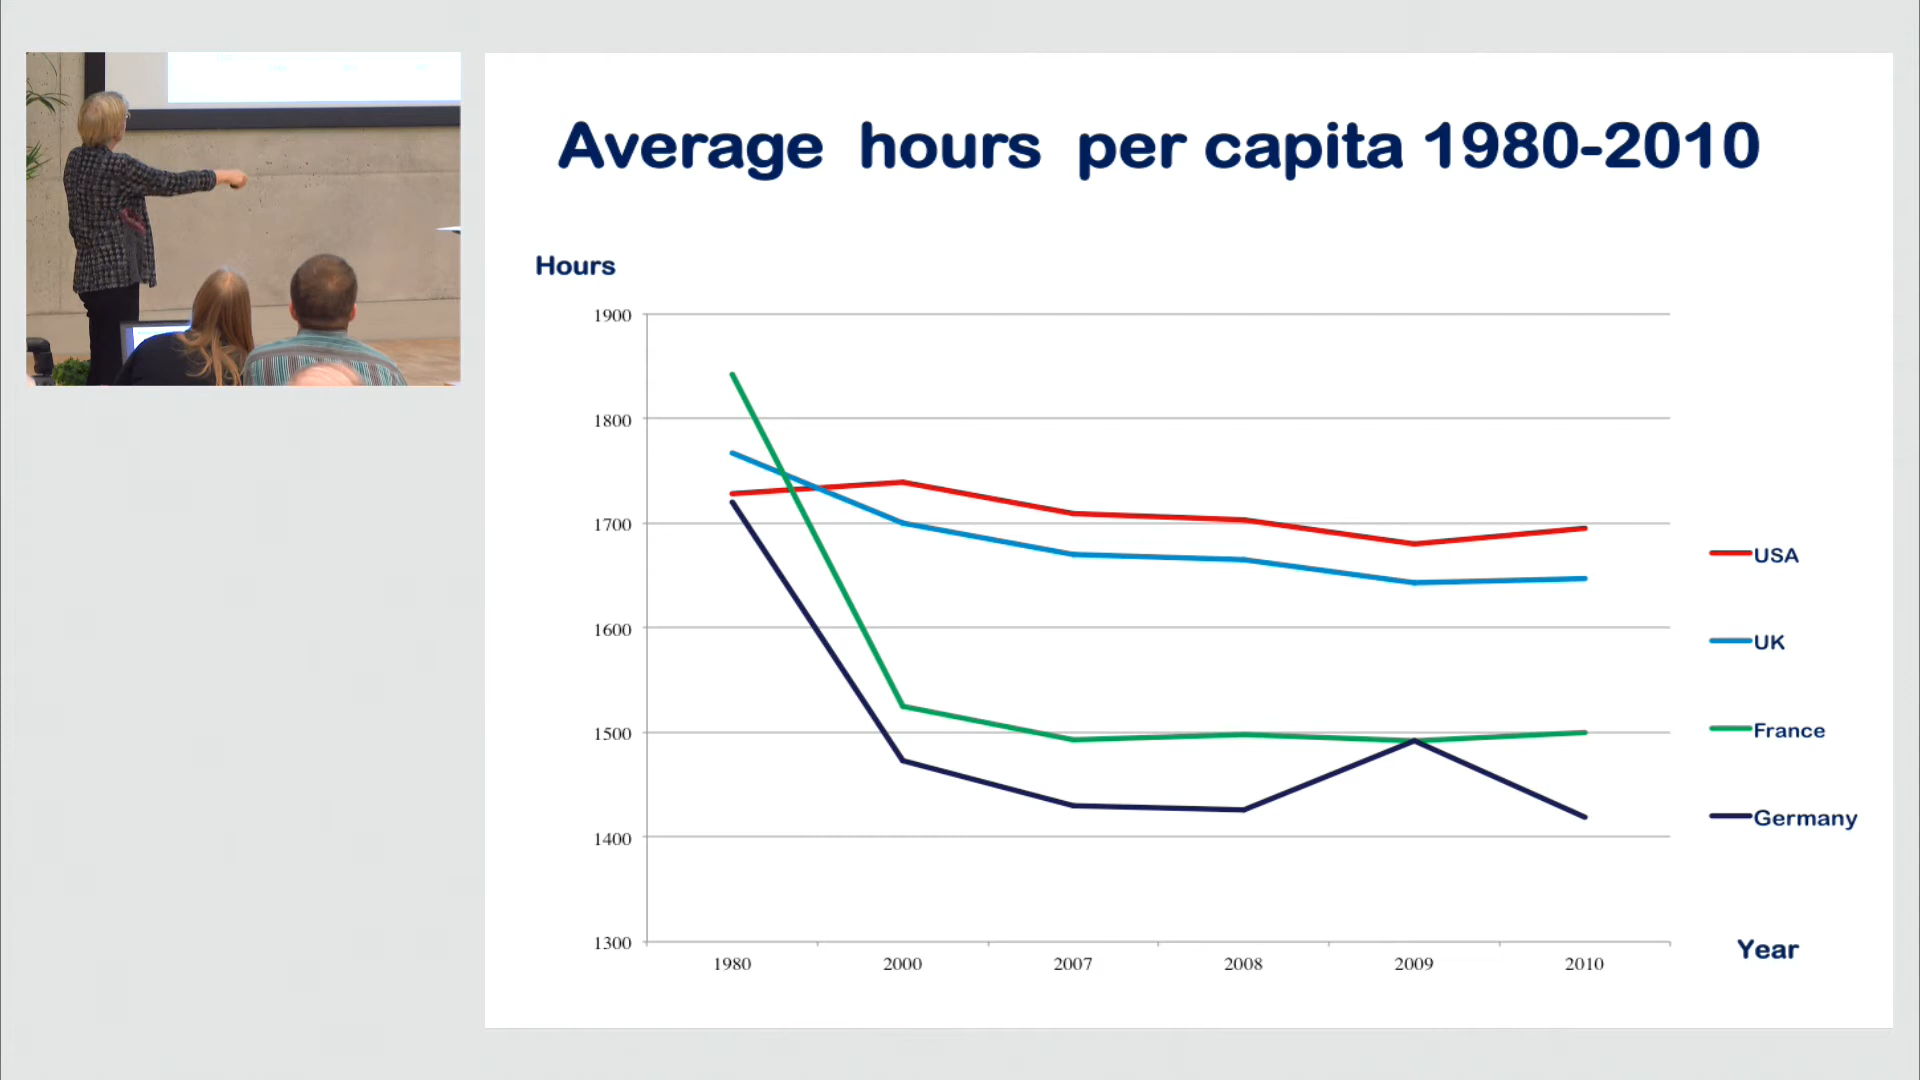 Average hours per capita 1980-2010
Hours
1900
1800
1700
1600
1500
1400
1300
1980 2000 2007 2008 2009 2010
Year
USA
UK
France
Germany